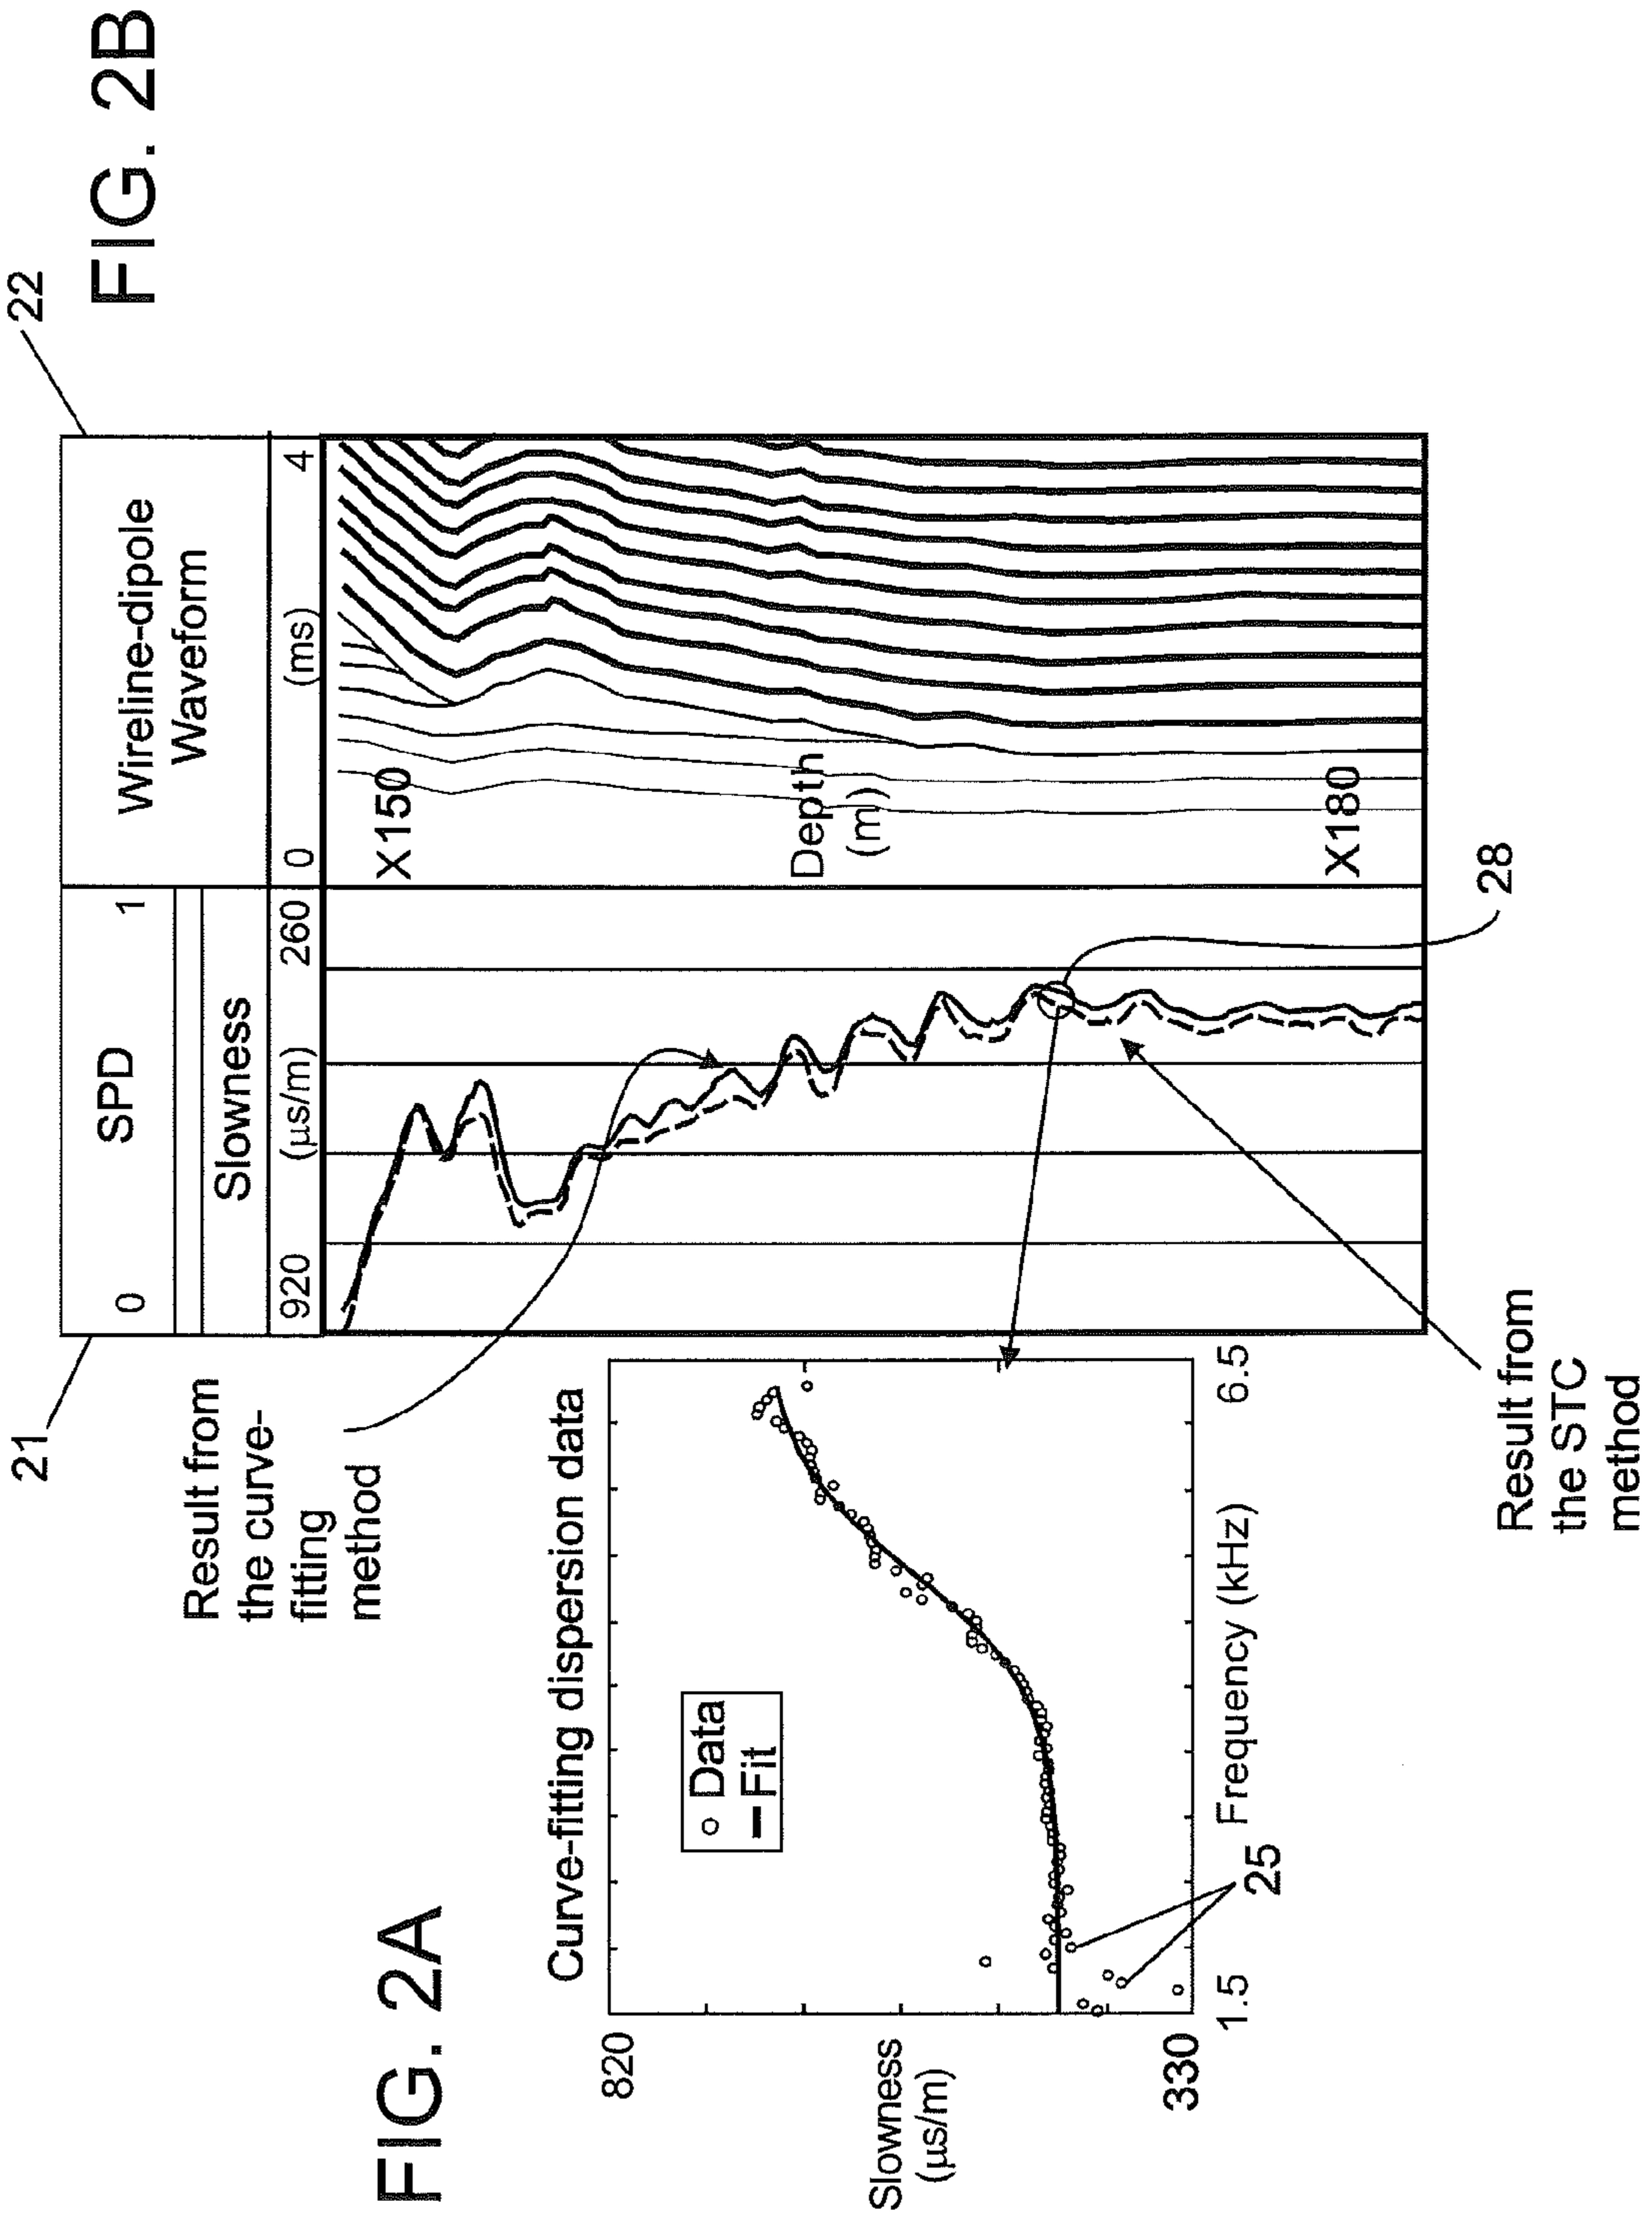 FIG. 2A
Curve-fitting dispersion data
820
Slowness
(μs/m)
330
Data
Fit
1.5
Frequency (kHz)
6.5
25
FIG. 2B
21
22
0
SPD
1
Slowness
920
(μs/m)
260
Wireline-dipole
Waveform
0
(ms)
4
X150
Depth
(m)
X180
Result from
the curve-
fitting
method
28
Result from
the STC
method